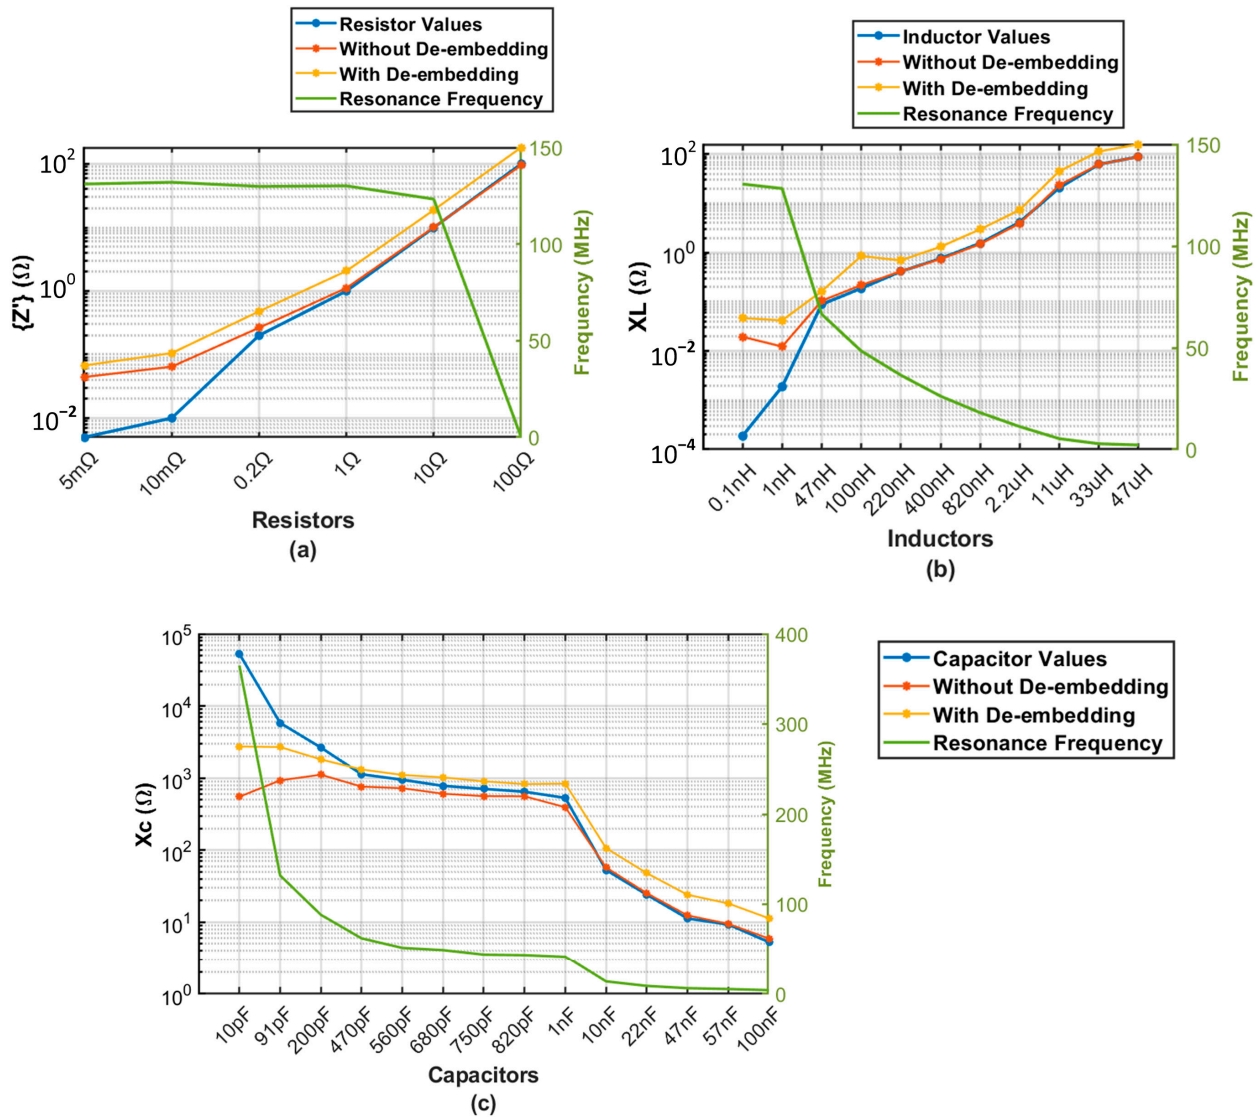 Resistor Values
Without De-embedding
With De-embedding
Resonance Frequency
{Z'} (Ω)
10²
10⁰
10⁻²
150
100
50
0
Frequency (MHz)
5mΩ
10mΩ
0.2Ω
1Ω
10Ω
100Ω
Resistors
(a)
Inductor Values
Without De-embedding
With De-embedding
Resonance Frequency
XL (Ω)
10²
10⁰
10⁻²
10⁻⁴
150
100
50
0
Frequency (MHz)
0.1nH
1nH
47nH
100nH
220nH
400nH
820nH
2.2uH
11uH
33uH
47uH
Inductors
(b)
Capacitor Values
Without De-embedding
With De-embedding
Resonance Frequency
Xc (Ω)
10⁵
10⁴
10³
10²
10¹
10⁰
400
300
200
100
0
Frequency (MHz)
10pF
91pF
200pF
470pF
560pF
680pF
750pF
820pF
1nF
10nF
22nF
47nF
57nF
100nF
Capacitors
(c)